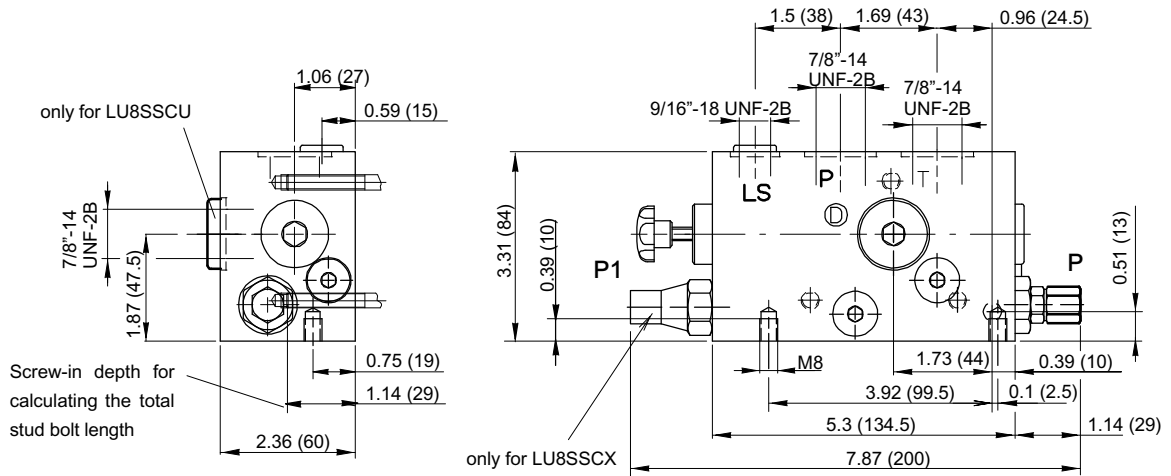 1.5 (38)
1.69 (43)
0.96 (24.5)
1.06 (27)
7/8”-14
UNF-2B
7/8”-14
UNF-2B
only for LU8SSCU
0.59 (15)
9/16”-18 UNF-2B
LS
P
T
D
7/8”-14
UNF-2B
1.87 (47.5)
3.31 (84)
0.39 (10)
P1
P
0.51 (13)
0.75 (19)
M8
1.73 (44)
0.39 (10)
Screw-in depth for
calculating the total
stud bolt length
1.14 (29)
3.92 (99.5)
0.1 (2.5)
2.36 (60)
5.3 (134.5)
1.14 (29)
only for LU8SSCX
7.87 (200)